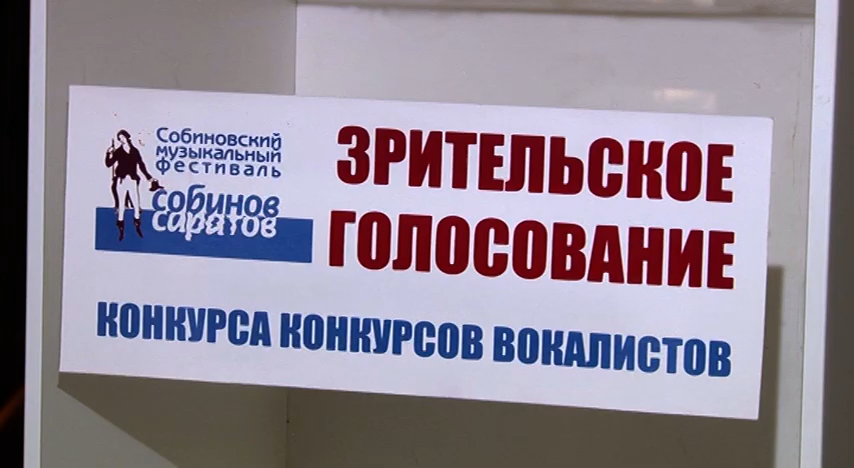 Собиновский
музыкальный
фестиваль
собинов
саратов
ЗРИТЕЛЬСКОЕ
ГОЛОСОВАНИЕ
КОНКУРСА КОНКУРСОВ ВОКАЛИСТОВ